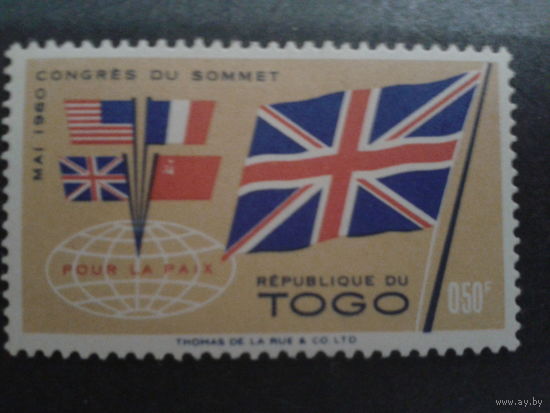 CONGRÈS DU SOMMET
MAI 1960
POUR LA PAIX
RÉPUBLIQUE DU
TOGO
0.50F
THOMAS DE LA RUE & CO. LTD
www.ay.by